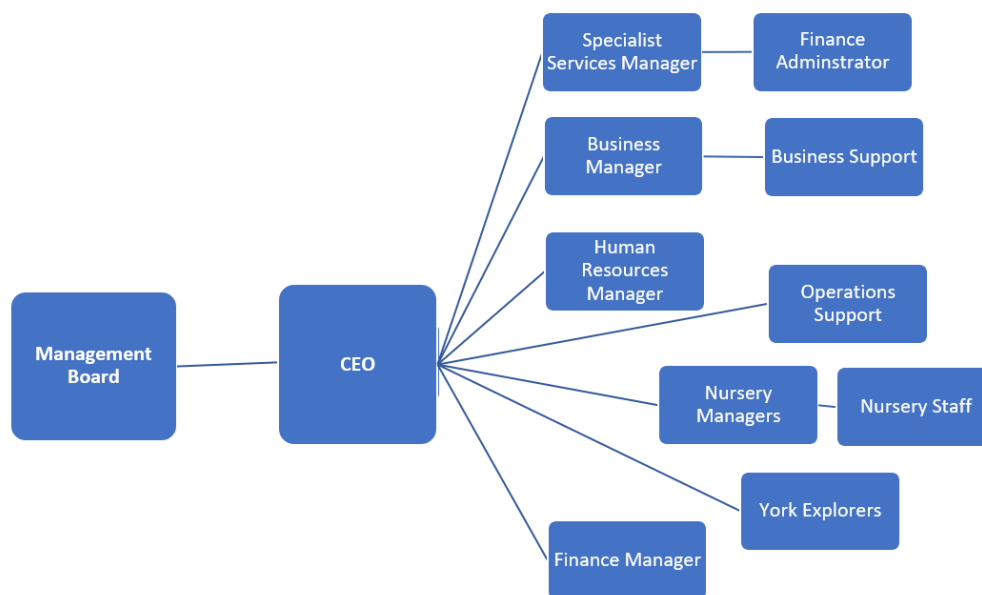 Specialist
Services Manager
Finance
Adminstrator
Business
Manager
Business Support
Human
Resources
Manager
Operations
Support
Management
Board
CEO
Nursery
Managers
Nursery Staff
York Explorers
Finance Manager